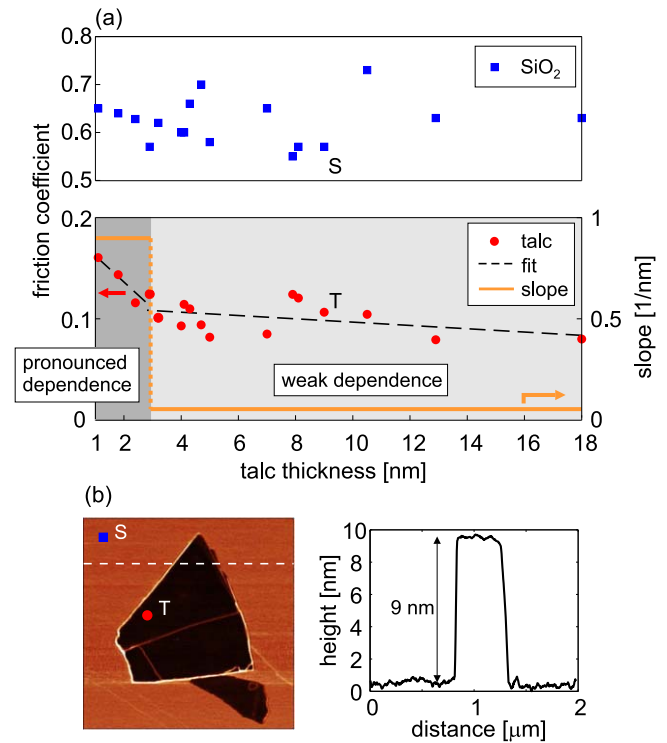 (a)
0.8
0.7
0.6
0.5
SiO2
S
friction coefficient
0.2
0.1
0
talc
fit
slope
T
pronounced
dependence
weak dependence
1
0.5
0
slope [1/nm]
1 2 4 6 8 10 12 14 16 18
talc thickness [nm]
(b)
S
T
10
8
6
4
2
0
height [nm]
9 nm
0 1 2
distance [μm]